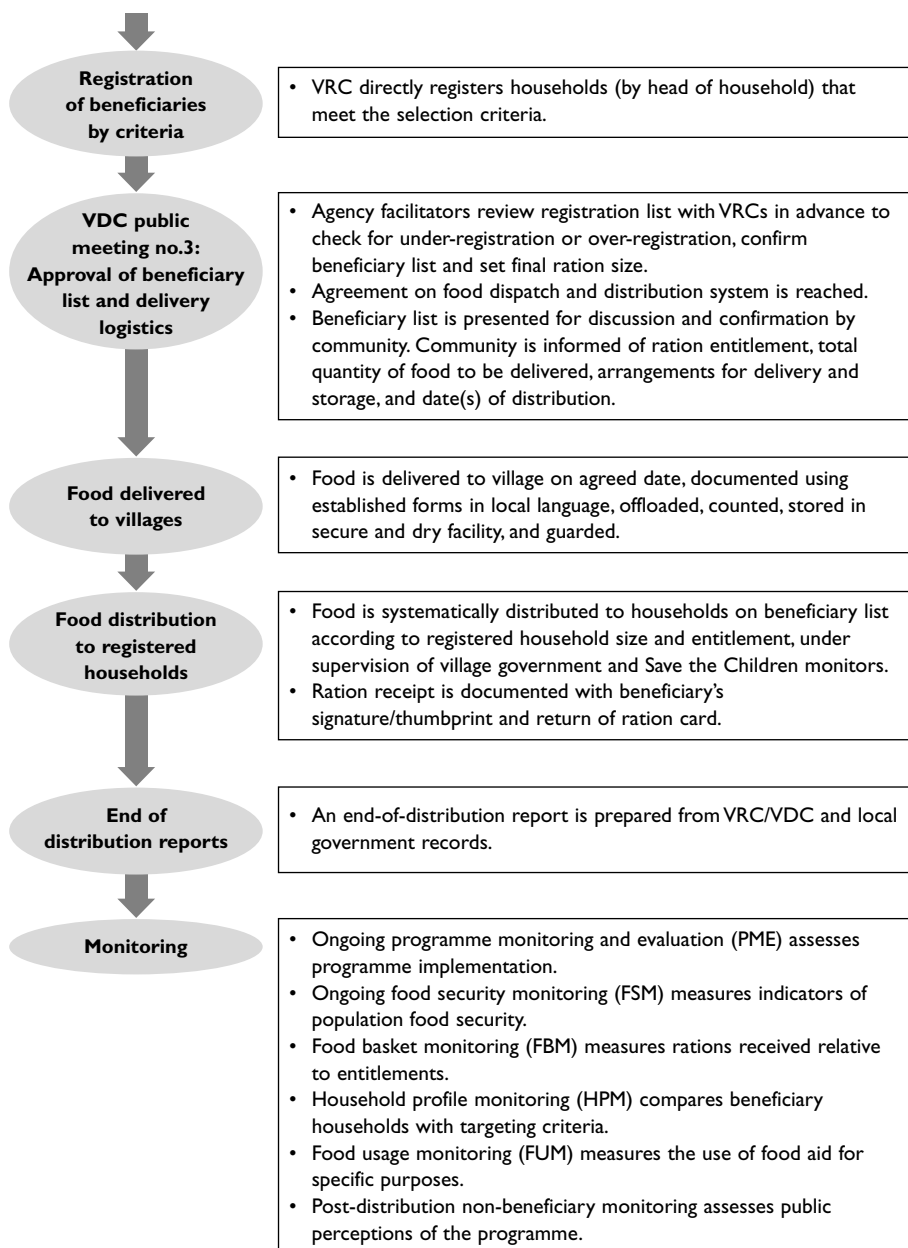 Registration
of beneficiaries
by criteria
• VRC directly registers households (by head of household) that
meet the selection criteria.
VDC public
meeting no.3:
Approval of beneficiary
list and delivery
logistics
• Agency facilitators review registration list with VRCs in advance to
check for under-registration or over-registration, confirm
beneficiary list and set final ration size.
• Agreement on food dispatch and distribution system is reached.
• Beneficiary list is presented for discussion and confirmation by
community. Community is informed of ration entitlement, total
quantity of food to be delivered, arrangements for delivery and
storage, and date(s) of distribution.
Food delivered
to villages
• Food is delivered to village on agreed date, documented using
established forms in local language, offloaded, counted, stored in
secure and dry facility, and guarded.
Food distribution
to registered
households
• Food is systematically distributed to households on beneficiary list
according to registered household size and entitlement, under
supervision of village government and Save the Children monitors.
• Ration receipt is documented with beneficiary's
signature/thumbprint and return of ration card.
End of
distribution reports
• An end-of-distribution report is prepared from VRC/VDC and local
government records.
Monitoring
• Ongoing programme monitoring and evaluation (PME) assesses
programme implementation.
• Ongoing food security monitoring (FSM) measures indicators of
population food security.
• Food basket monitoring (FBM) measures rations received relative
to entitlements.
• Household profile monitoring (HPM) compares beneficiary
households with targeting criteria.
• Food usage monitoring (FUM) measures the use of food aid for
specific purposes.
• Post-distribution non-beneficiary monitoring assesses public
perceptions of the programme.